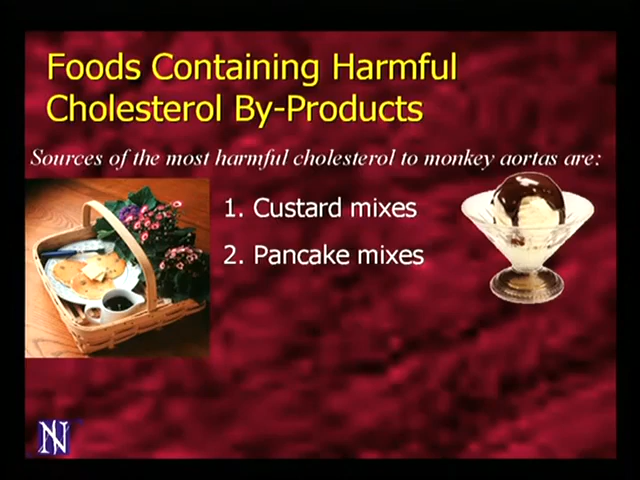 Foods Containing Harmful
Cholesterol By-Products
Sources of the most harmful cholesterol to monkey aortas are:
1. Custard mixes
2. Pancake mixes
N